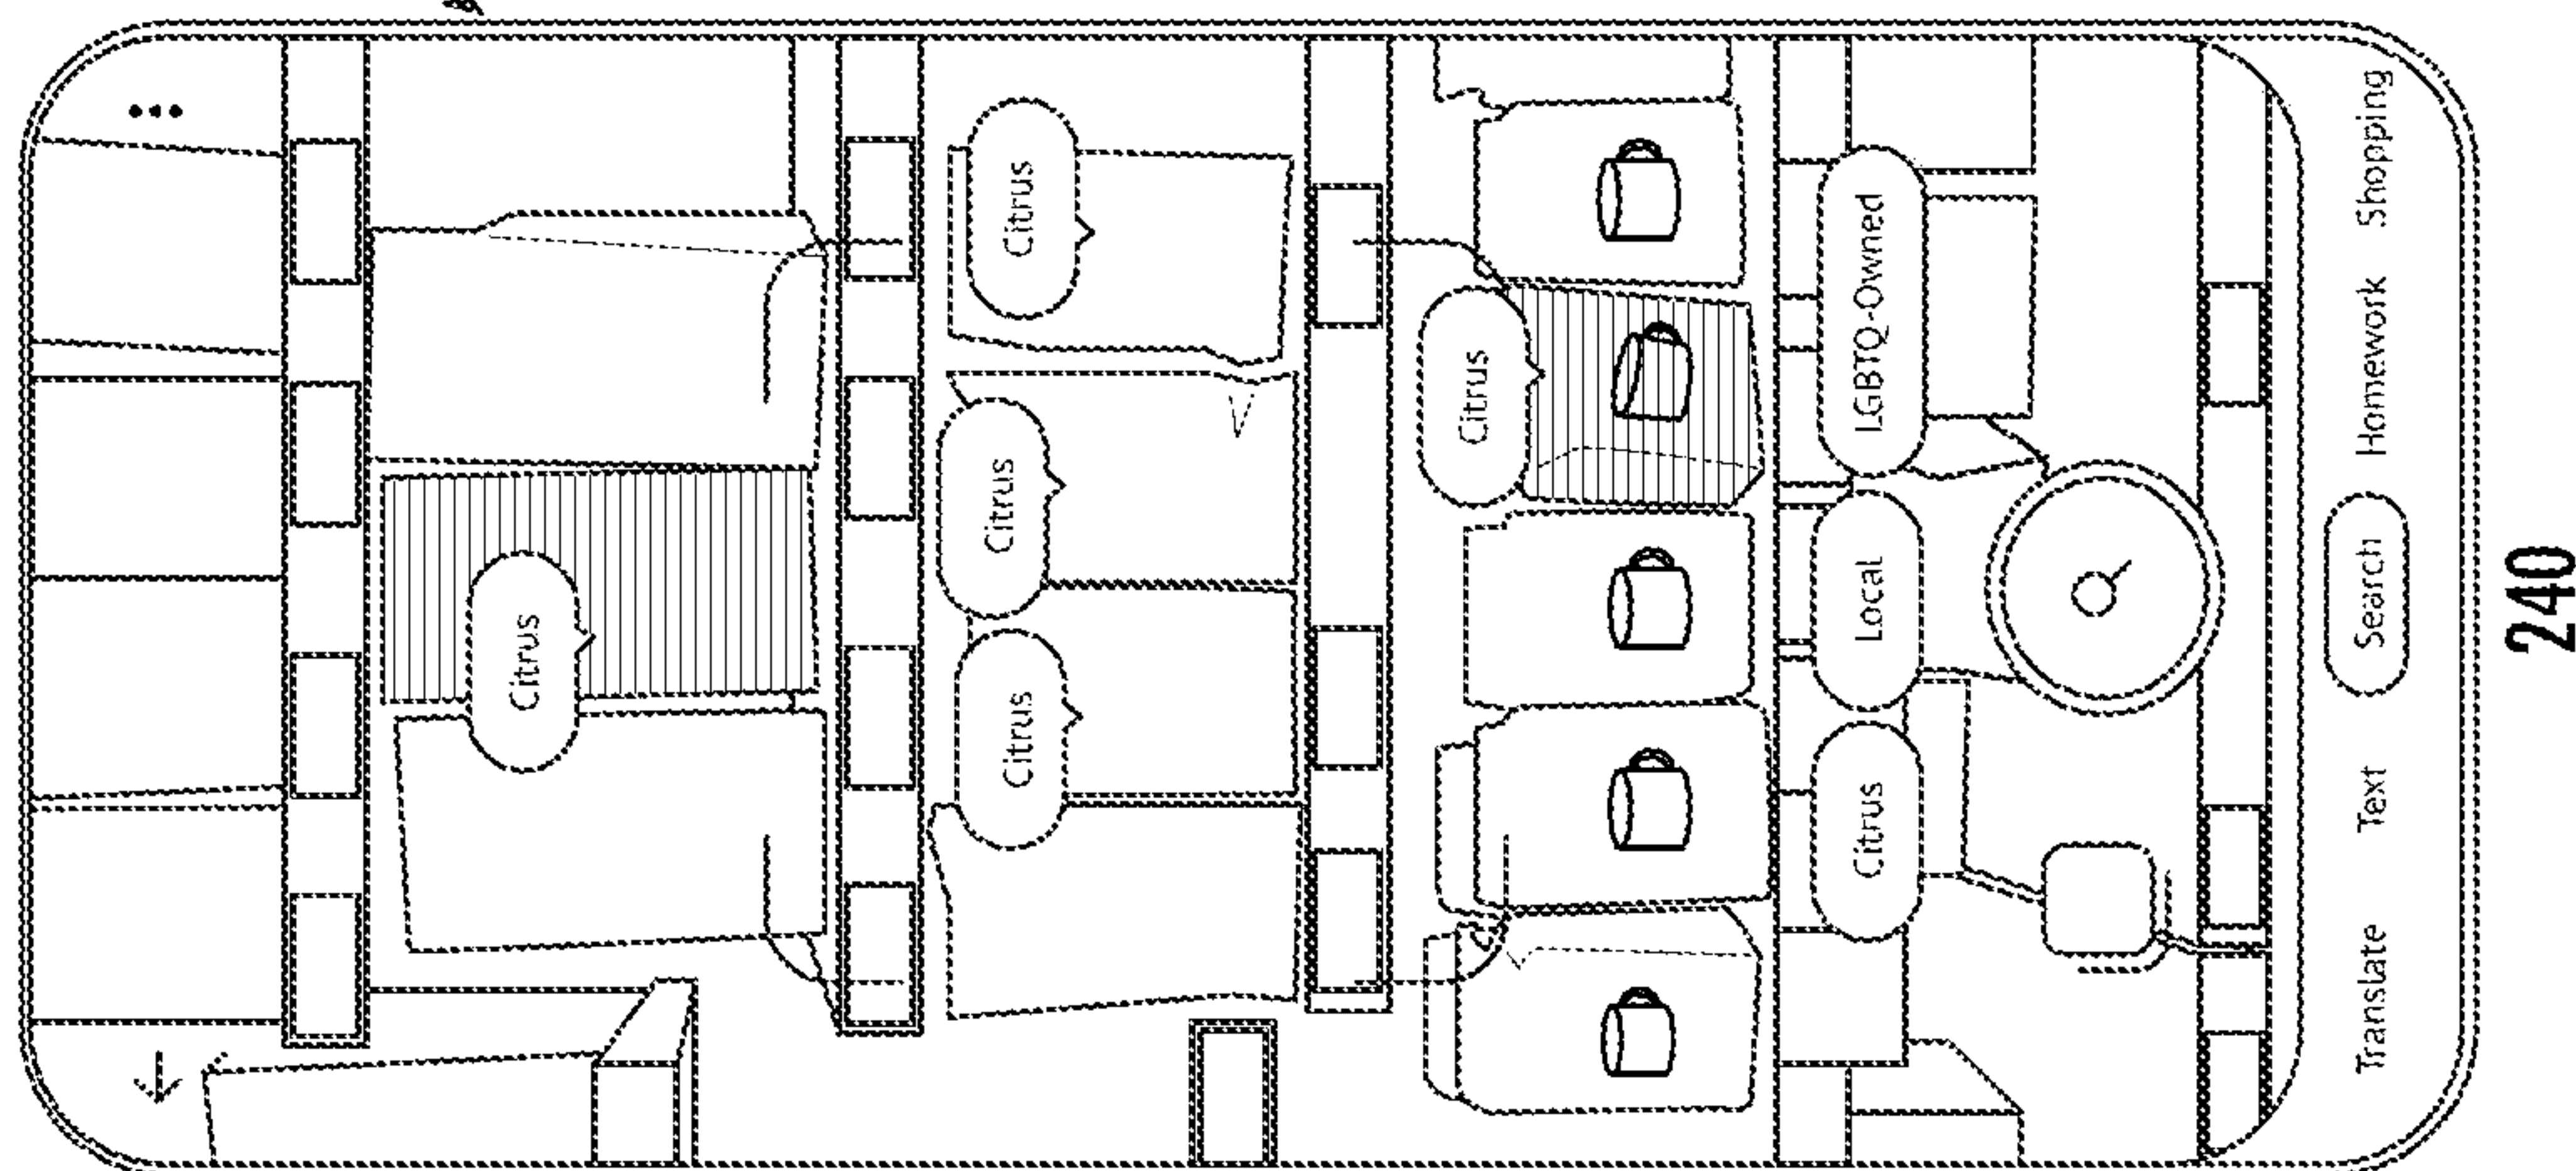 Citrus
Citrus
Citrus
Citrus
Citrus
Citrus
Local
LGBTQ-Owned
Translate
Text
Search
Homework
Shopping
240